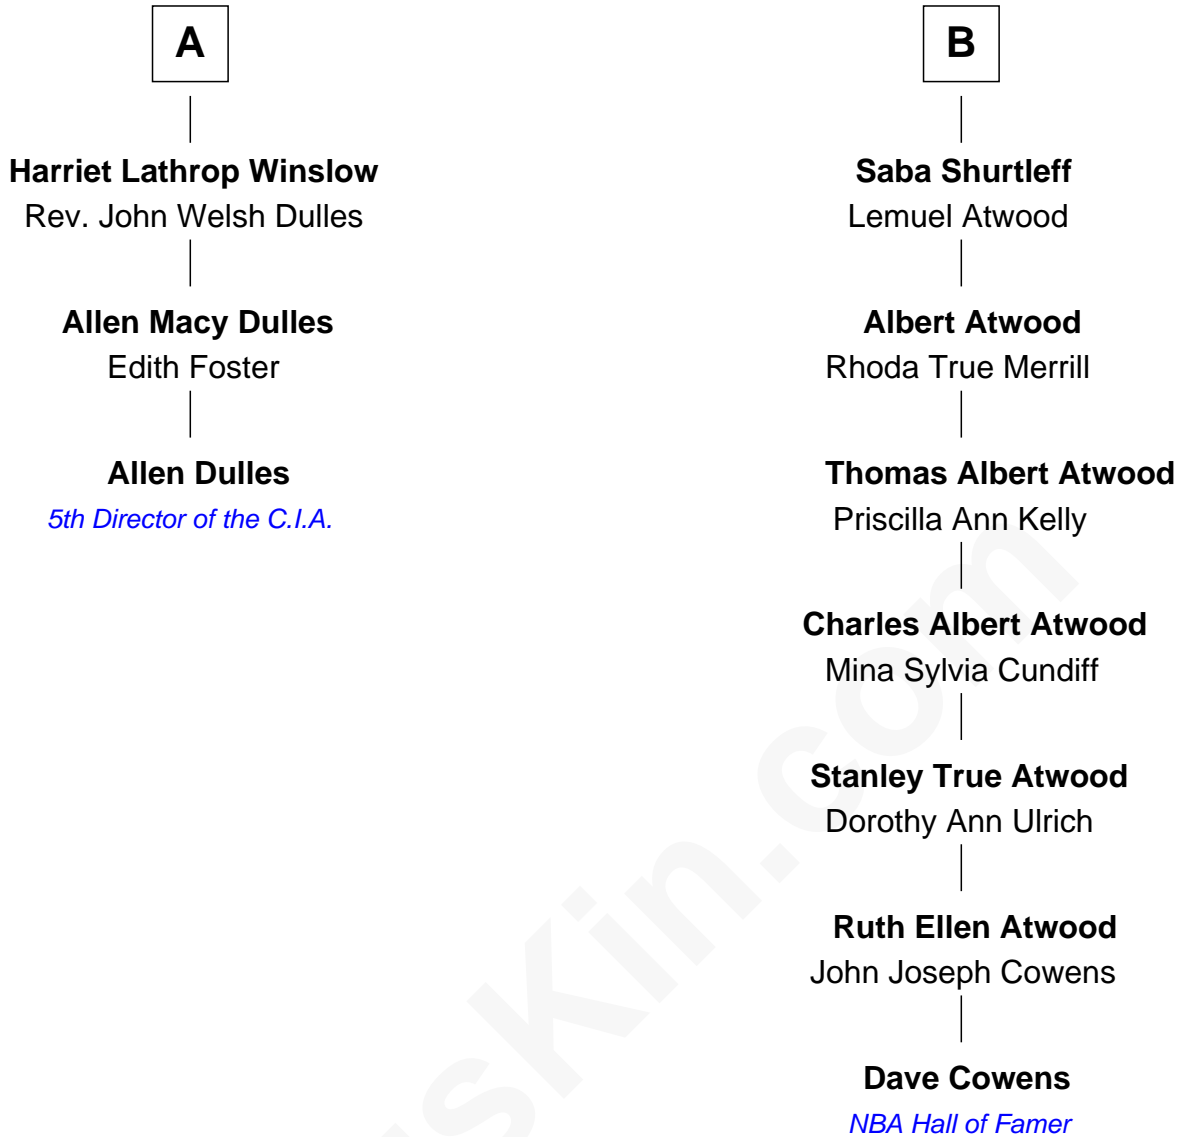 A
Harriet Lathrop Winslow
Rev. John Welsh Dulles
Allen Macy Dulles
Edith Foster
Allen Dulles
5th Director of the C.I.A.
B
Saba Shurtleff
Lemuel Atwood
Albert Atwood
Rhoda True Merrill
Thomas Albert Atwood
Priscilla Ann Kelly
Charles Albert Atwood
Mina Sylvia Cundiff
Stanley True Atwood
Dorothy Ann Ulrich
Ruth Ellen Atwood
John Joseph Cowens
Dave Cowens
NBA Hall of Famer